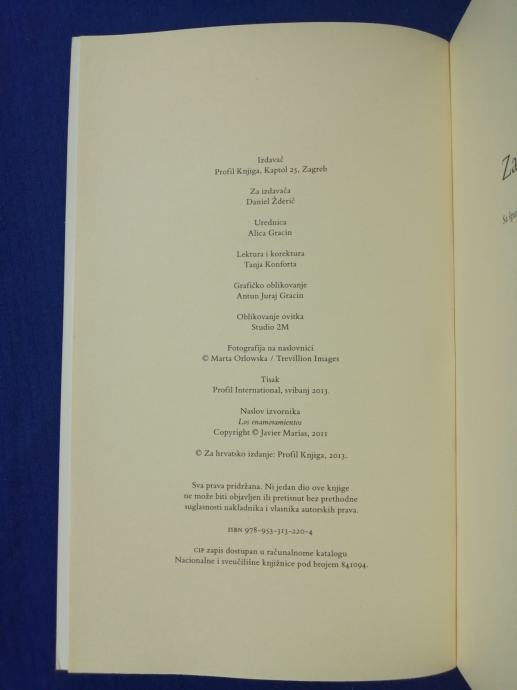 Izdavač
Profil Knjiga, Kaptol 25, Zagreb
Za izdavača
Daniel Žderić
Urednica
Alica Gracin
Lektura i korektura
Tanja Konforta
Grafičko oblikovanje
Antun Juraj Gracin
Oblikovanje ovitka
Studio 2M
Fotografija na naslovnici
© Marta Orlowska / Trevillion Images
Tisak
Profil International, svibanj 2013.
Naslov izvornika
Los enamoramientos
Copyright © Javier Marías, 2011
© Za hrvatsko izdanje: Profil Knjiga, 2013.
Sva prava pridržana. Ni jedan dio ove knjige
ne može biti objavljen ili pretisnut bez prethodne
suglasnosti nakladnika i vlasnika autorskih prava.
ISBN 978-953-313-220-4
CIP zapis dostupan u računalnome katalogu
Nacionalne i sveučilišne knjižnice pod brojem 841094.
Za